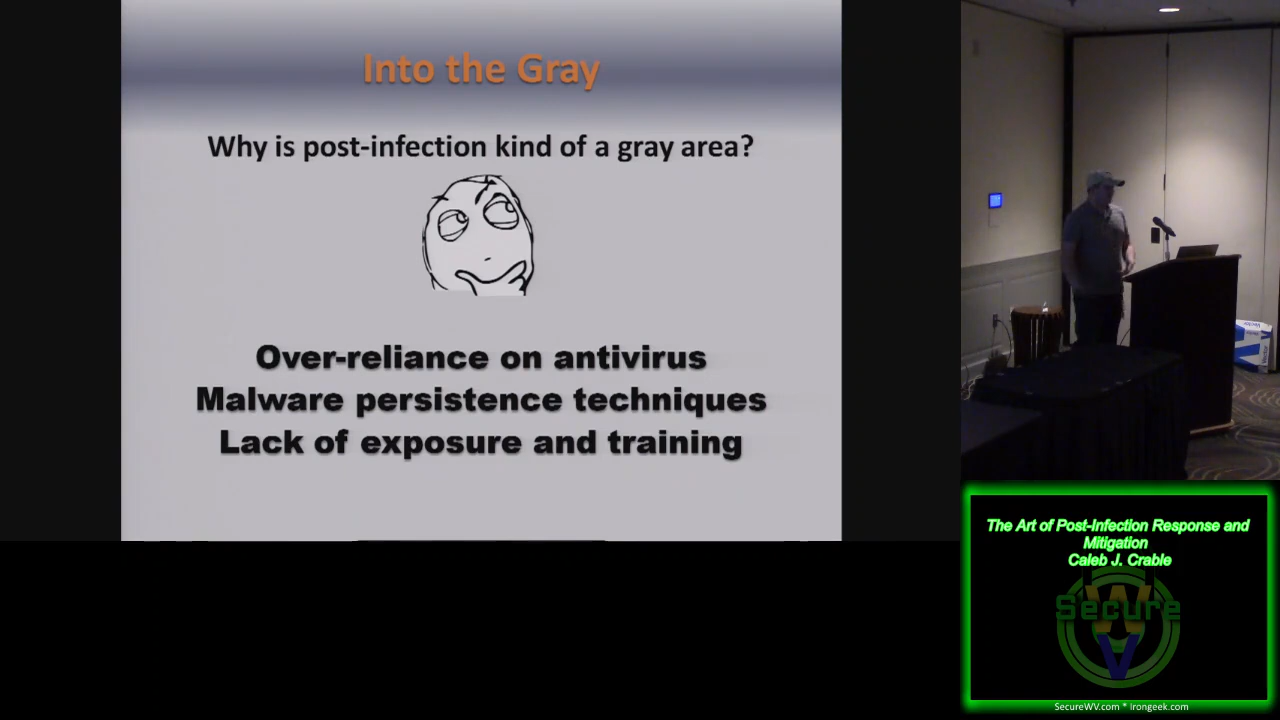 Into the Gray
Why is post-infection kind of a gray area?
Over-reliance on antivirus
Malware persistence techniques
Lack of exposure and training
The Art of Post-Infection Response and
Mitigation
Caleb J. Crable
Secure
WV
SecureWV.com * Irongeek.com